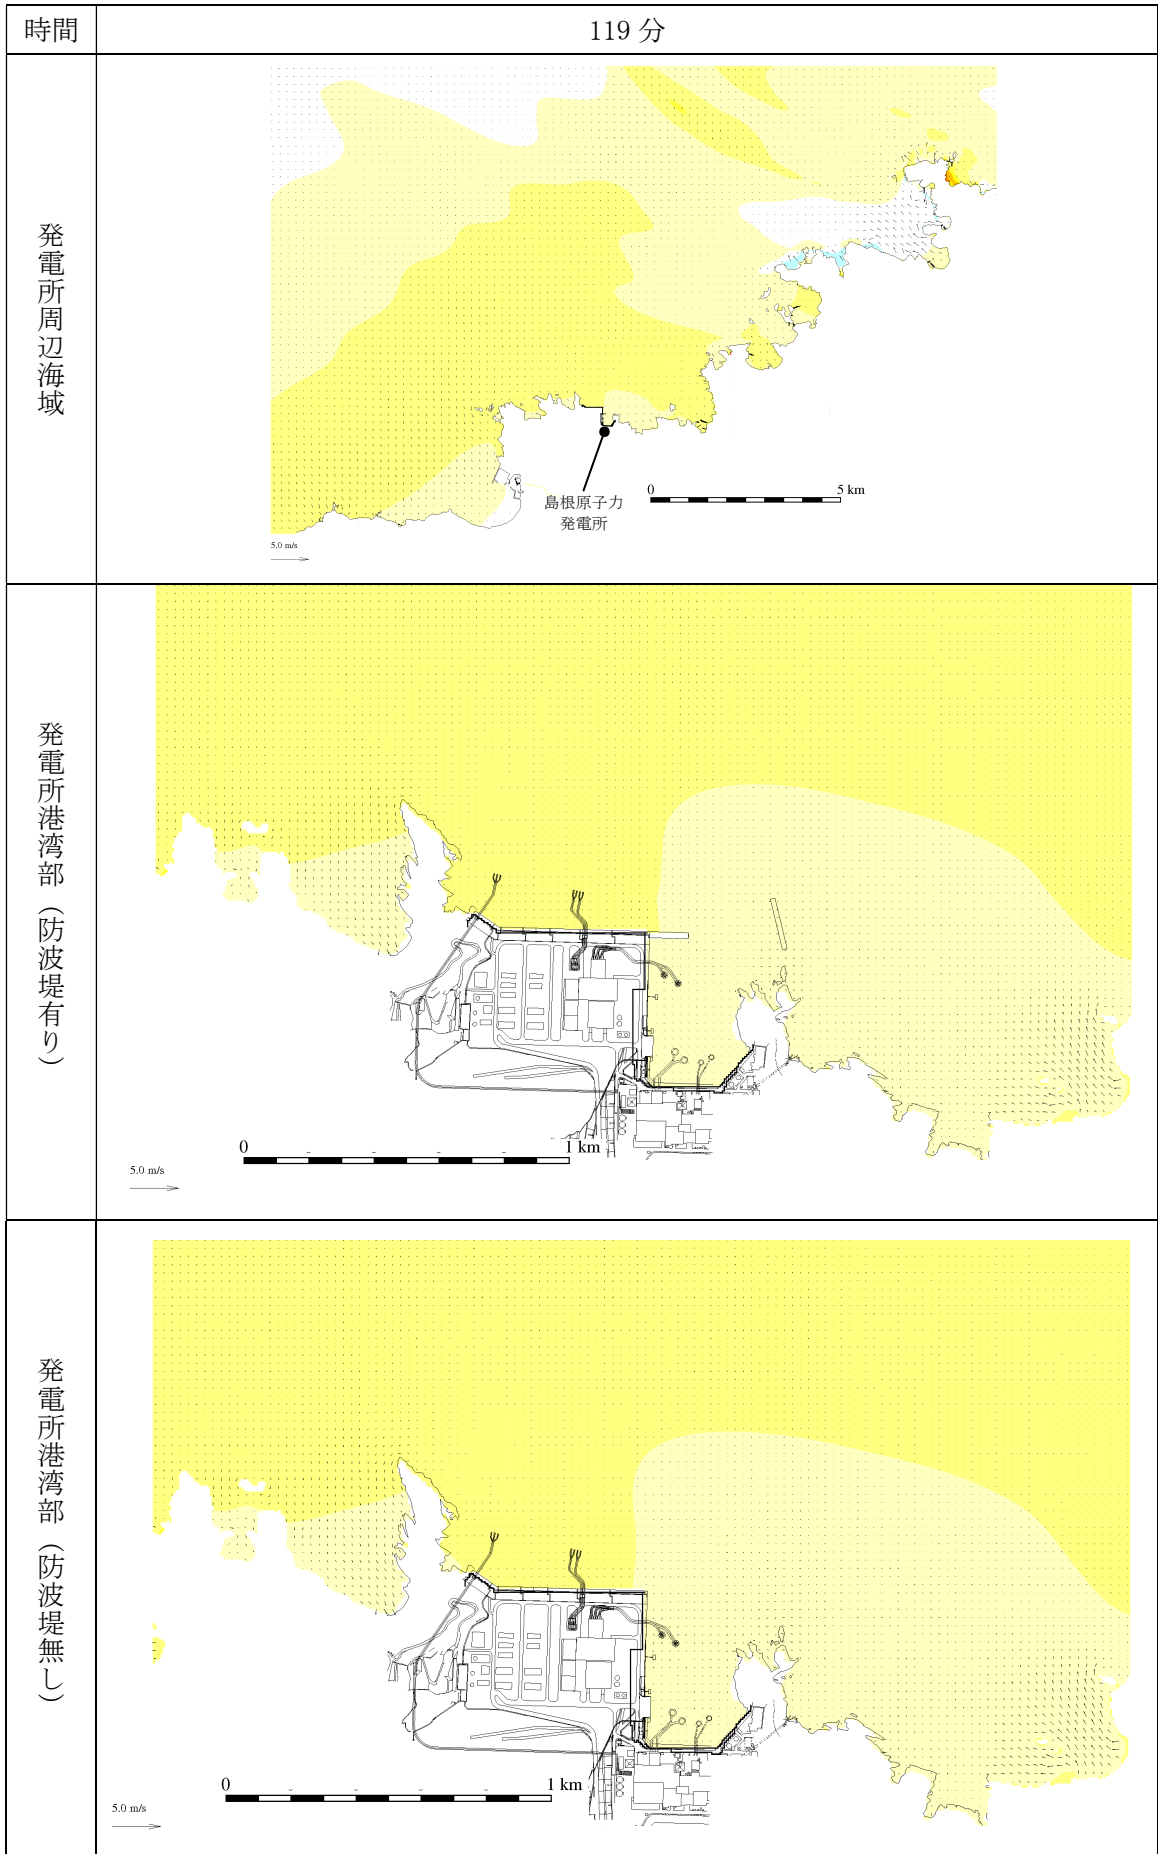 時間
119 分
発電所周辺海域
島根原子力
発電所
0
5 km
5.0 m/s
発電所港湾部（防波堤有り）
0
1 km
5.0 m/s
発電所港湾部（防波堤無し）
0
1 km
5.0 m/s